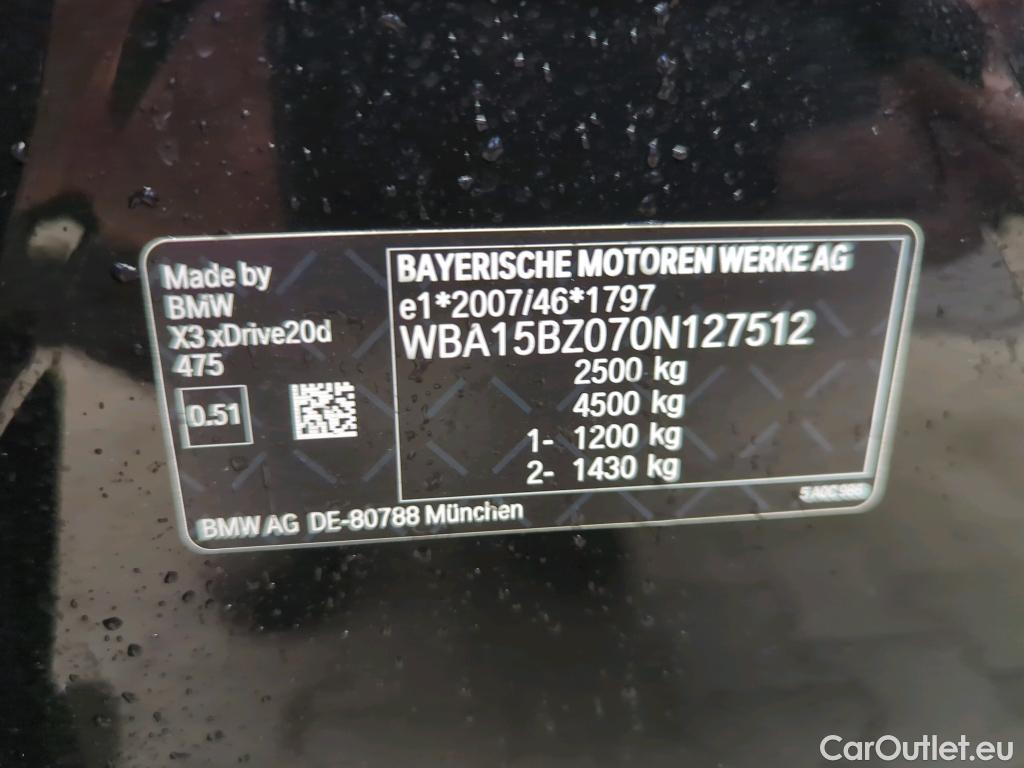 Made by
BMW
X3 xDrive20d
475
0.51
BAYERISCHE MOTOREN WERKE AG
e1*2007/46*1797
WBA15BZ070N127512
2500 kg
4500 kg
1- 1200 kg
2- 1430 kg
BMW AG DE-80788 München
CarOutlet.eu